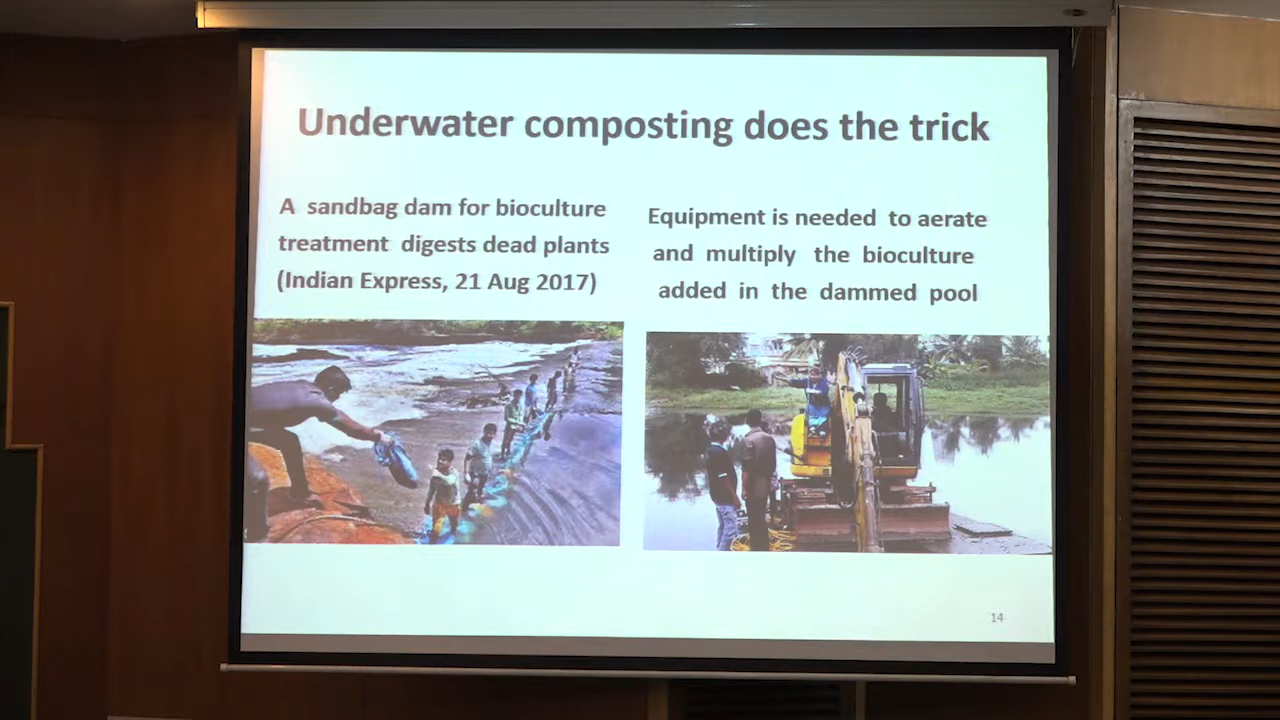 Underwater composting does the trick
A sandbag dam for bioculture
treatment digests dead plants
(Indian Express, 21 Aug 2017)
Equipment is needed to aerate
and multiply the bioculture
added in the dammed pool
14